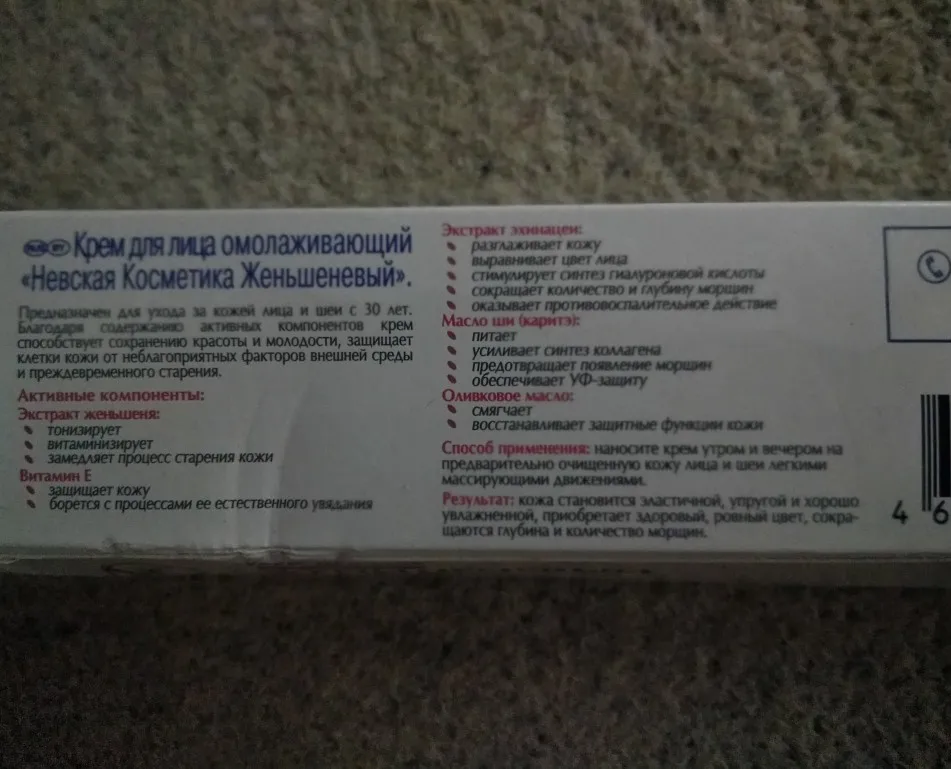 RUS BY Крем для лица омолаживающий
«Невская Косметика Женьшеневый».
Предназначен для ухода за кожей лица и шеи с 30 лет.
Благодаря содержанию активных компонентов крем
способствует сохранению красоты и молодости, защищает
клетки кожи от неблагоприятных факторов внешней среды
и преждевременного старения.
Активные компоненты:
Экстракт женьшеня:
тонизирует
витаминизирует
замедляет процесс старения кожи
Витамин Е
защищает кожу
борется с процессами ее естественного увядания
Экстракт эхинацеи:
разглаживает кожу
выравнивает цвет лица
стимулирует синтез гиалуроновой кислоты
сокращает количество и глубину морщин
оказывает противовоспалительное действие
Масло ши (каритэ):
питает
усиливает синтез коллагена
предотвращает появление морщин
обеспечивает УФ-защиту
Оливковое масло:
смягчает
восстанавливает защитные функции кожи
Способ применения: наносите крем утром и вечером на
предварительно очищенную кожу лица и шеи легкими
массирующими движениями.
Результат: кожа становится эластичной, упругой и хорошо
увлажненной, приобретает здоровый, ровный цвет, сокра-
щаются глубина и количество морщин.
4 6